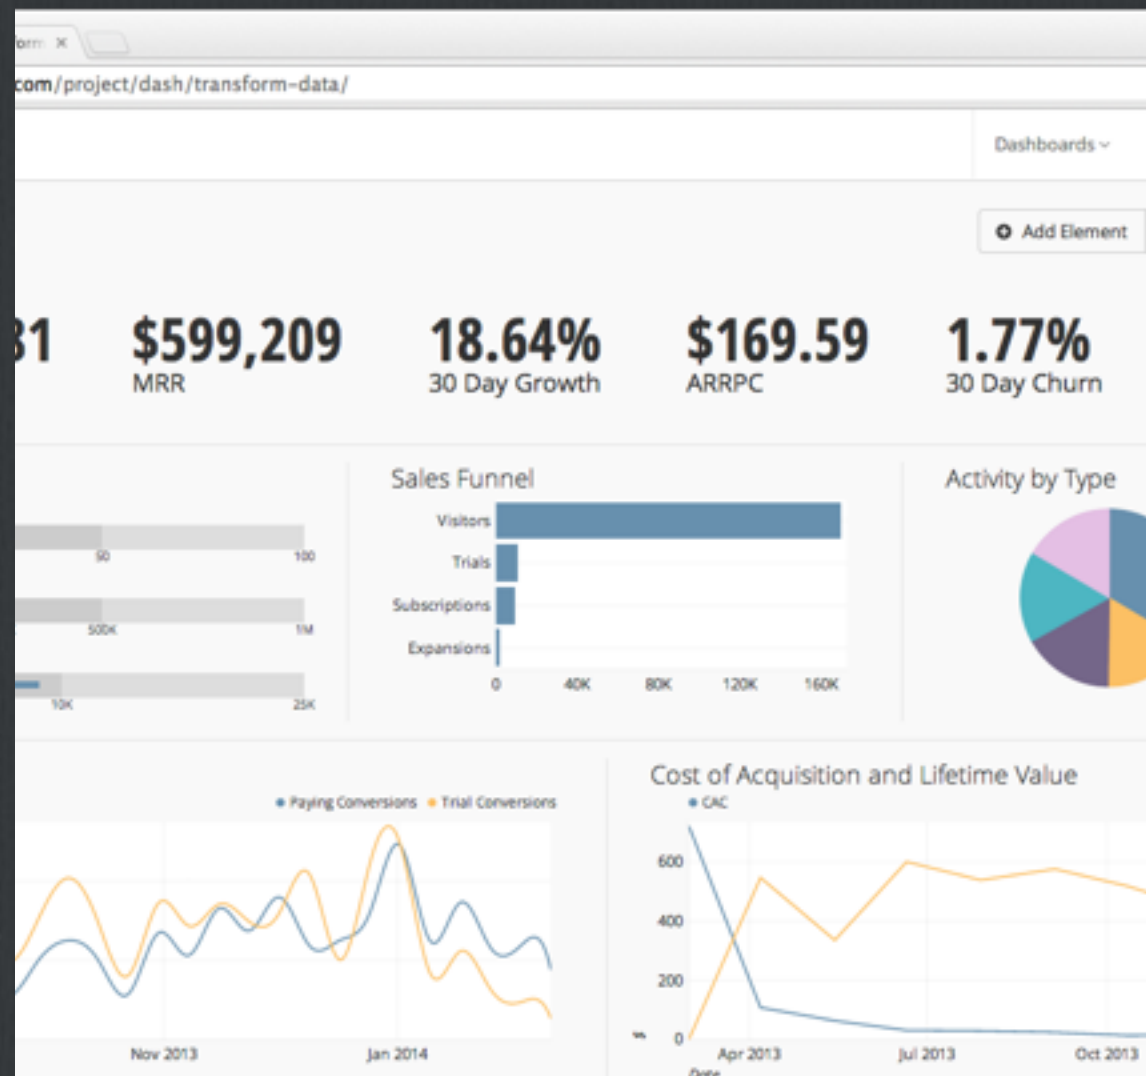 form ×
com/project/dash/transform-data/
Dashboards
Add Element
81
$599,209
MRR
18.64%
30 Day Growth
$169.59
ARRPC
1.77%
30 Day Churn
50 100
500K 1M
10K 25K
Sales Funnel
Visitors
Trials
Subscriptions
Expansions
0 40K 80K 120K 160K
Activity by Type
Paying Conversions Trial Conversions
Nov 2013 Jan 2014
Cost of Acquisition and Lifetime Value
CAC
600
400
200
0
$
Apr 2013 Jul 2013 Oct 2013
Date